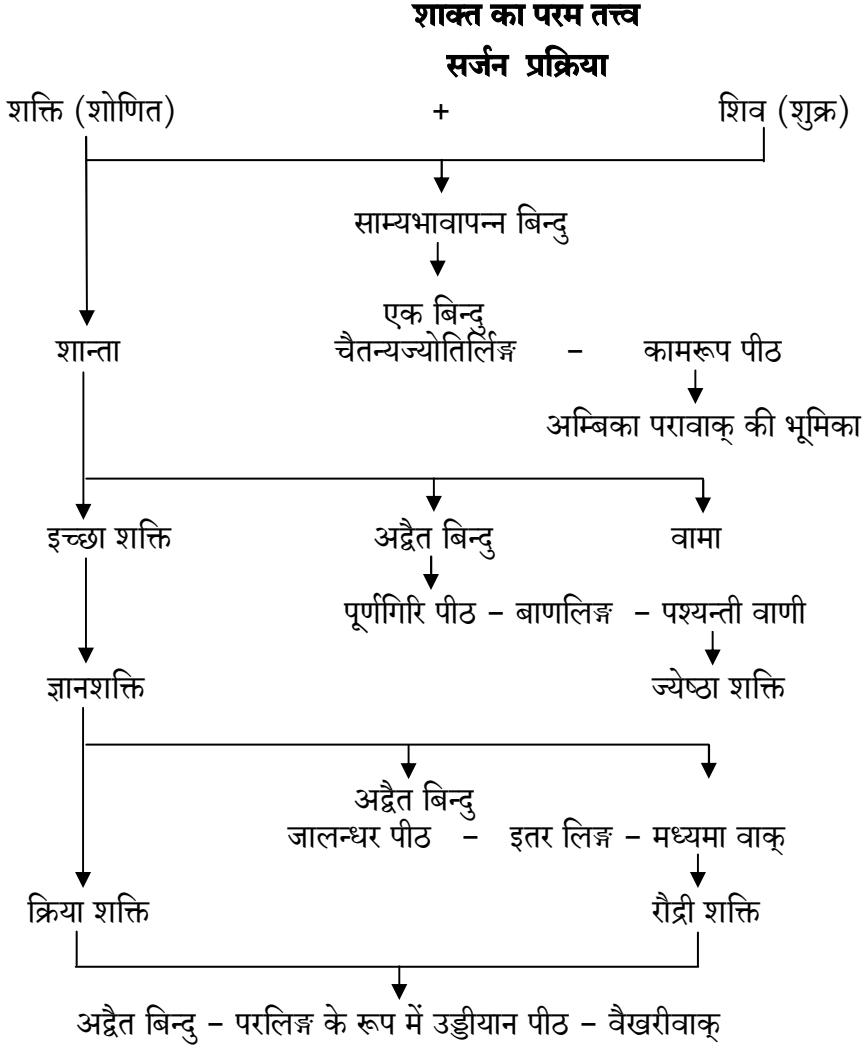 शाक्त का परम तत्त्व
सर्जन प्रक्रिया
शक्ति (शोणित) + शिव (शुक्र)
साम्यभावापन्न बिन्दु
एक बिन्दु
शान्ता चैतन्यज्योतिर्लिङ्ग – कामरूप पीठ
अम्बिका परावाक् की भूमिका
इच्छा शक्ति अद्वैत बिन्दु वामा
पूर्णगिरि पीठ – बाणलिङ्ग – पश्यन्ती वाणी
ज्ञानशक्ति ज्येष्ठा शक्ति
अद्वैत बिन्दु
जालन्धर पीठ – इतर लिङ्ग – मध्यमा वाक्
क्रिया शक्ति रौद्री शक्ति
अद्वैत बिन्दु – परलिङ्ग के रूप में उड्डीयान पीठ – वैखरीवाक्